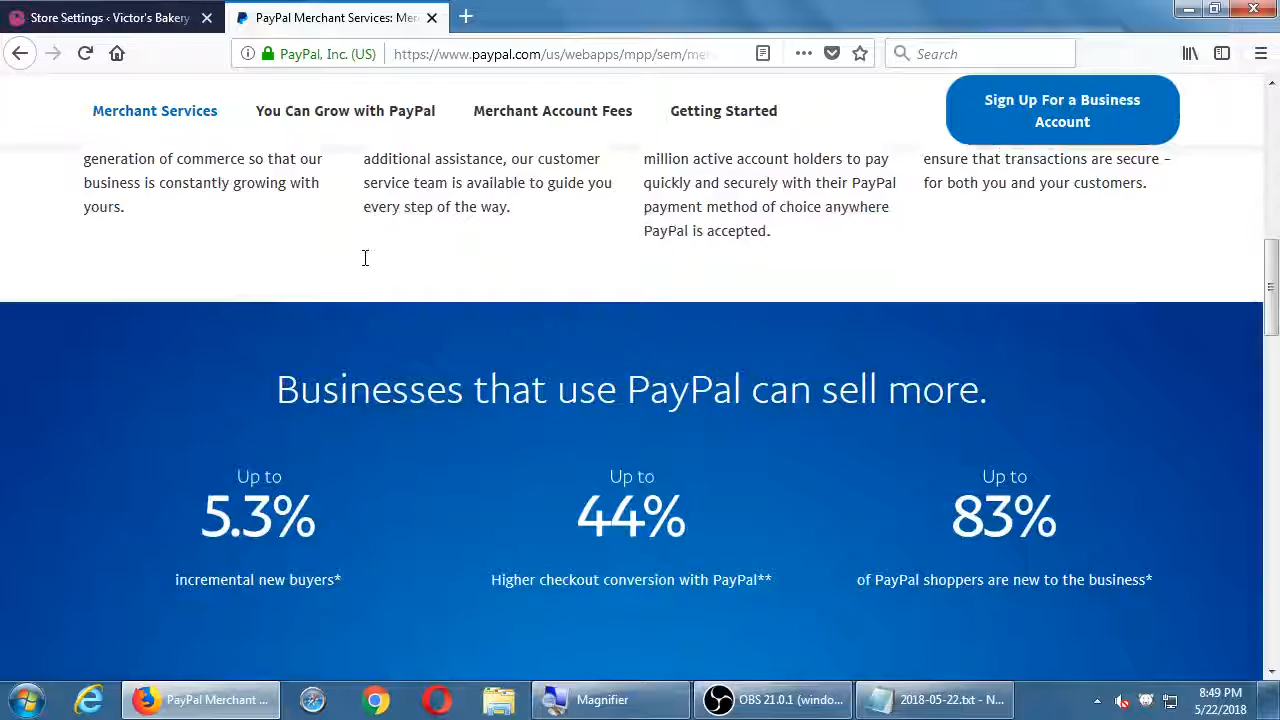 Store Settings ‹ Victor's Bakery
PayPal Merchant Services: Mer
PayPal, Inc. (US)
https://www.paypal.com/us/webapps/mpp/sem/mer
Search
Merchant Services
You Can Grow with PayPal
Merchant Account Fees
Getting Started
Sign Up For a Business
Account
generation of commerce so that our
business is constantly growing with
yours.
additional assistance, our customer
service team is available to guide you
every step of the way.
million active account holders to pay
quickly and securely with their PayPal
payment method of choice anywhere
PayPal is accepted.
ensure that transactions are secure –
for both you and your customers.
Businesses that use PayPal can sell more.
Up to
5.3%
incremental new buyers*
Up to
44%
Higher checkout conversion with PayPal**
Up to
83%
of PayPal shoppers are new to the business*
PayPal Merchant ...
Magnifier
OBS 21.0.1 (windo...
2018-05-22.txt - N...
8:49 PM
5/22/2018